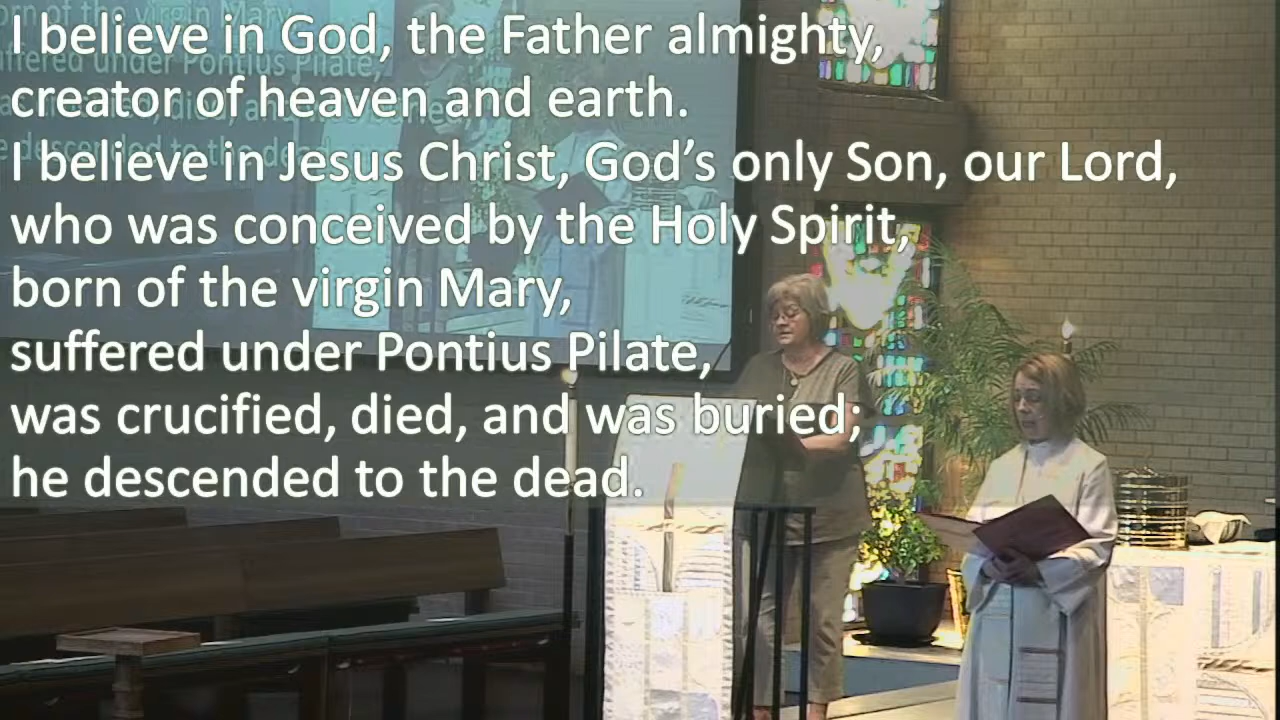 I believe in God, the Father almighty,
creator of heaven and earth.
I believe in Jesus Christ, God’s only Son, our Lord,
who was conceived by the Holy Spirit,
born of the virgin Mary,
suffered under Pontius Pilate,
was crucified, died, and was buried;
he descended to the dead.